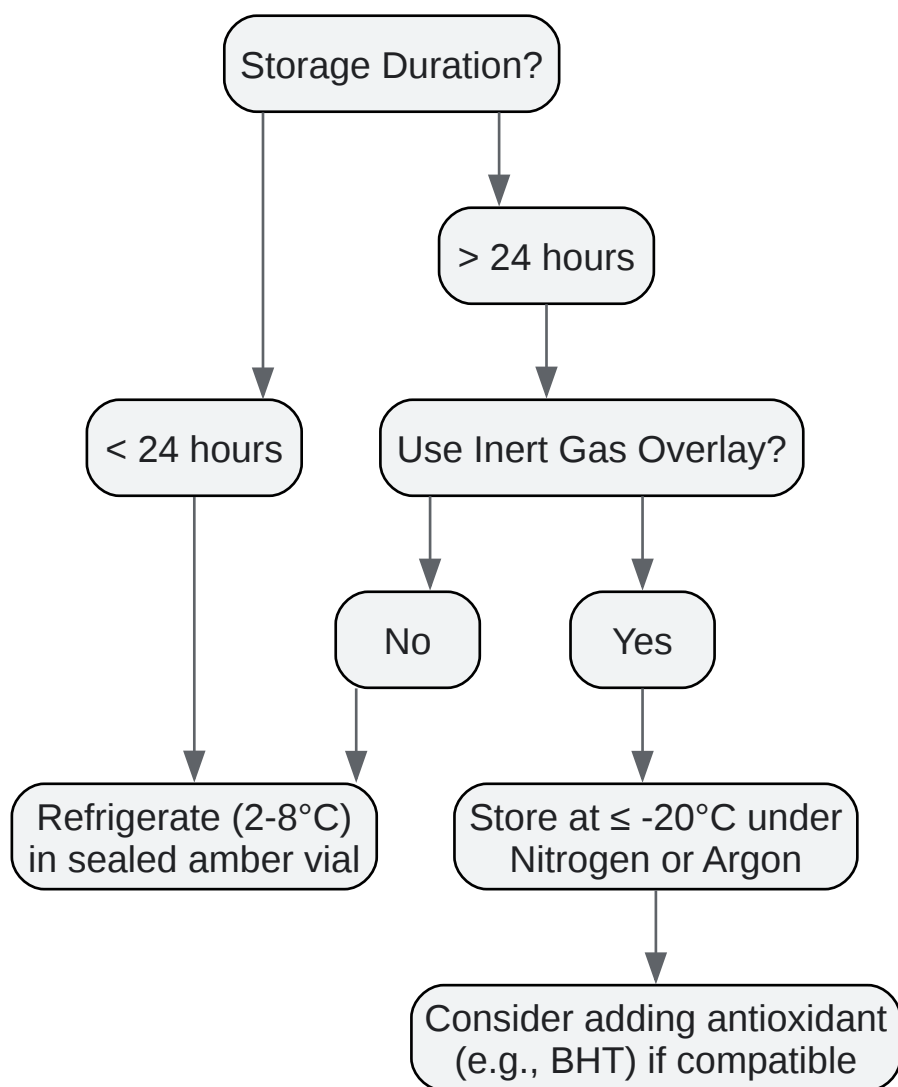 Storage Duration?
> 24 hours
< 24 hours
Use Inert Gas Overlay?
No
Yes
Refrigerate (2-8°C)
in sealed amber vial
Store at ≤ -20°C under
Nitrogen or Argon
Consider adding antioxidant
(e.g., BHT) if compatible